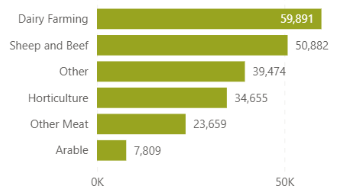 Dairy Farming 59,891
Sheep and Beef 50,882
Other 39,474
Horticulture 34,655
Other Meat 23,659
Arable 7,809
0K 50K